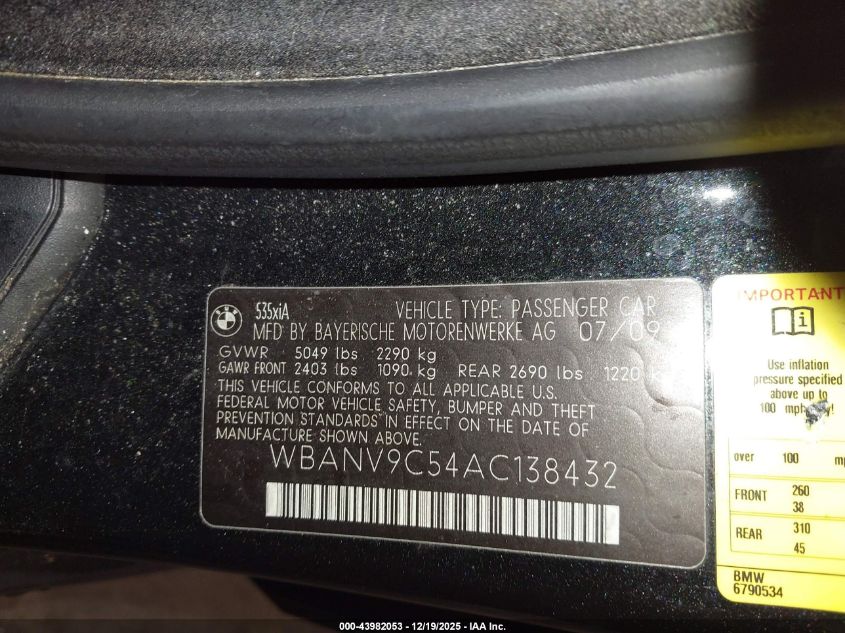 535xiA VEHICLE TYPE: PASSENGER CAR
MFD BY BAYERISCHE MOTORENWERKE AG 07/09
GVWR 5049 lbs 2290 kg
GAWR FRONT 2403 lbs 1090 kg REAR 2690 lbs 1220
THIS VEHICLE CONFORMS TO ALL APPLICABLE U.S.
FEDERAL MOTOR VEHICLE SAFETY, BUMPER AND THEFT
PREVENTION STANDARDS IN EFFECT ON THE DATE OF
MANUFACTURE SHOWN ABOVE.
WBANV9C54AC138432
IMPORTANT
Use inflation
pressure specified
above up to
100 mph!
over 100
FRONT 260
38
REAR 310
45
BMW
6790534
000-43982053 - 12/19/2025 - IAA Inc.